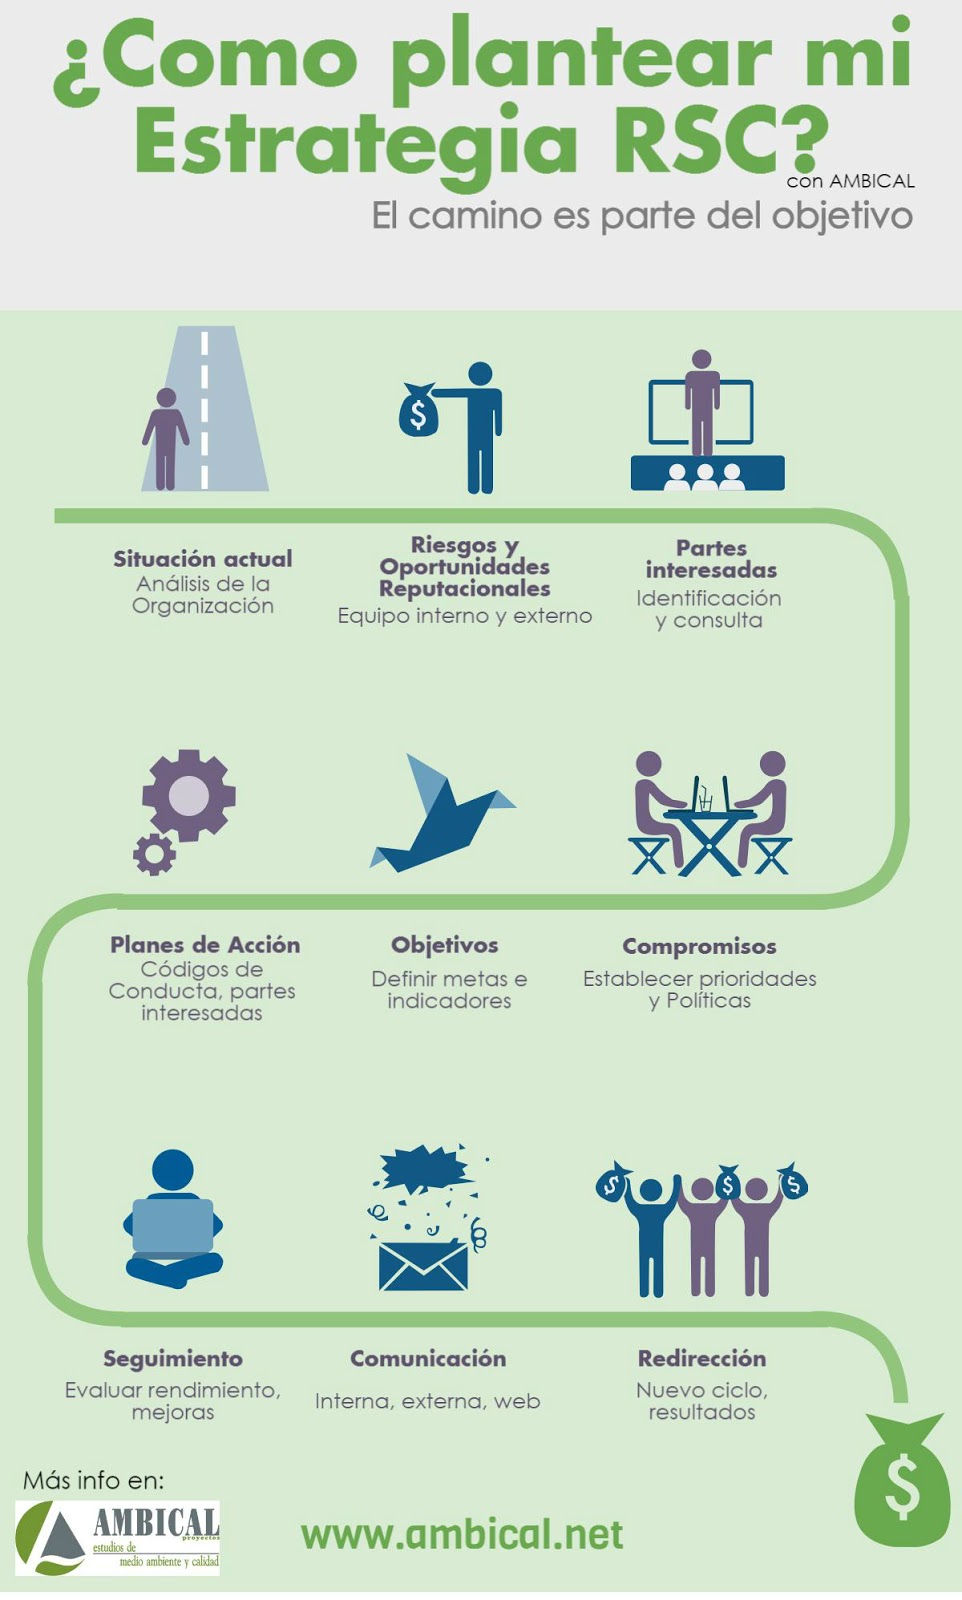 ¿Como plantear mi
Estrategia RSC?
con AMBICAL
El camino es parte del objetivo
$
Situación actual
Análisis de la
Organización
Riesgos y
Oportunidades
Reputacionales
Equipo interno y externo
Partes
interesadas
Identificación
y consulta
Planes de Acción
Códigos de
Conducta, partes
interesadas
Objetivos
Definir metas e
indicadores
Compromisos
Establecer prioridades
y Políticas
$ $ $
Seguimiento
Evaluar rendimiento,
mejoras
Comunicación
Interna, externa, web
Redirección
Nuevo ciclo,
resultados
$
Más info en:
AMBICAL
proyectos
estudios de
medio ambiente y calidad
www.ambical.net